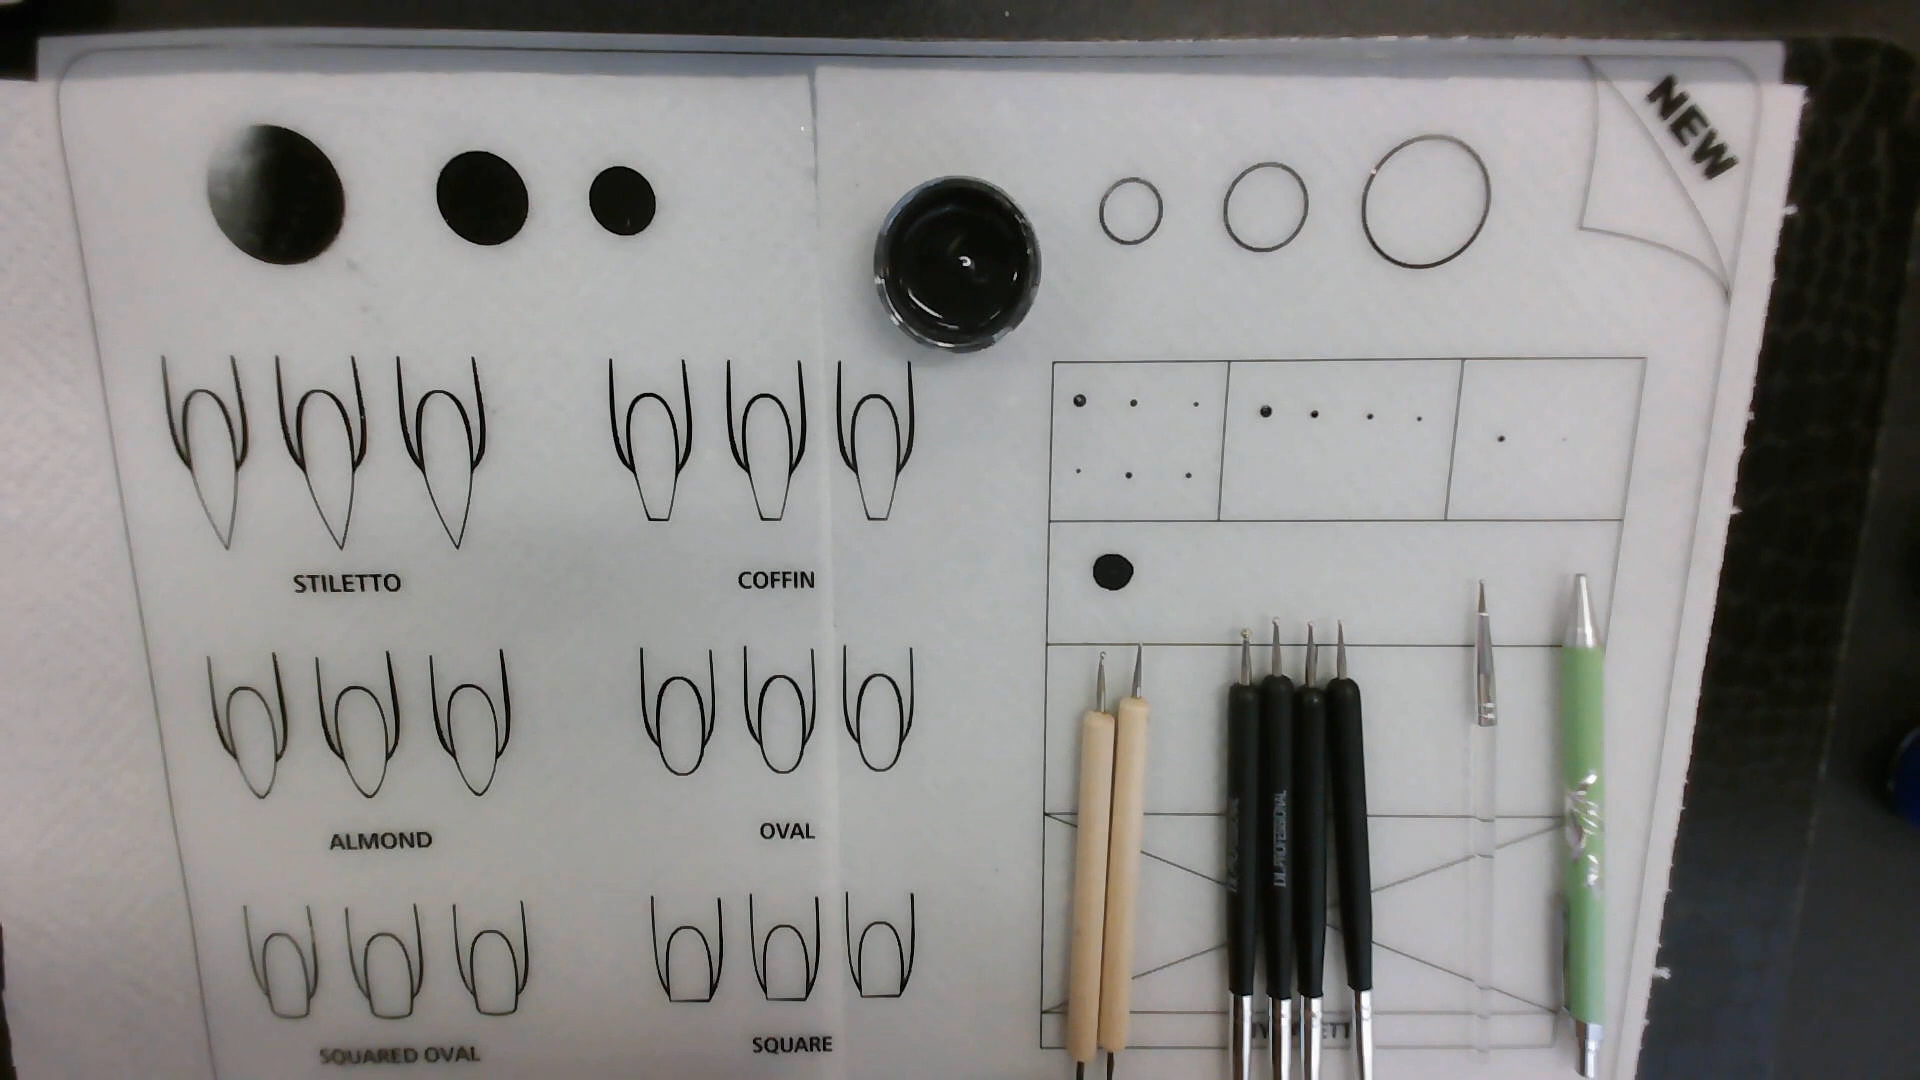 NEW
STILETTO
COFFIN
ALMOND
OVAL
DL PROFESSIONAL
SQUARED OVAL
SQUARE